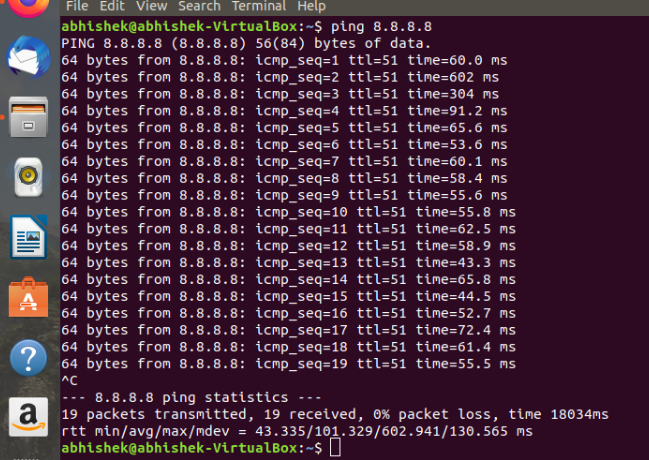 File Edit View Search Terminal Help
abhishek@abhishek-VirtualBox:~$ ping 8.8.8.8
PING 8.8.8.8 (8.8.8.8) 56(84) bytes of data.
64 bytes from 8.8.8.8: icmp_seq=1 ttl=51 time=60.0 ms
64 bytes from 8.8.8.8: icmp_seq=2 ttl=51 time=602 ms
64 bytes from 8.8.8.8: icmp_seq=3 ttl=51 time=304 ms
64 bytes from 8.8.8.8: icmp_seq=4 ttl=51 time=91.2 ms
64 bytes from 8.8.8.8: icmp_seq=5 ttl=51 time=65.6 ms
64 bytes from 8.8.8.8: icmp_seq=6 ttl=51 time=53.6 ms
64 bytes from 8.8.8.8: icmp_seq=7 ttl=51 time=60.1 ms
64 bytes from 8.8.8.8: icmp_seq=8 ttl=51 time=58.4 ms
64 bytes from 8.8.8.8: icmp_seq=9 ttl=51 time=55.6 ms
64 bytes from 8.8.8.8: icmp_seq=10 ttl=51 time=55.8 ms
64 bytes from 8.8.8.8: icmp_seq=11 ttl=51 time=62.5 ms
64 bytes from 8.8.8.8: icmp_seq=12 ttl=51 time=58.9 ms
64 bytes from 8.8.8.8: icmp_seq=13 ttl=51 time=43.3 ms
64 bytes from 8.8.8.8: icmp_seq=14 ttl=51 time=65.8 ms
64 bytes from 8.8.8.8: icmp_seq=15 ttl=51 time=44.5 ms
64 bytes from 8.8.8.8: icmp_seq=16 ttl=51 time=52.7 ms
64 bytes from 8.8.8.8: icmp_seq=17 ttl=51 time=72.4 ms
64 bytes from 8.8.8.8: icmp_seq=18 ttl=51 time=61.4 ms
64 bytes from 8.8.8.8: icmp_seq=19 ttl=51 time=55.5 ms
^C
--- 8.8.8.8 ping statistics ---
19 packets transmitted, 19 received, 0% packet loss, time 18034ms
rtt min/avg/max/mdev = 43.335/101.329/602.941/130.565 ms
abhishek@abhishek-VirtualBox:~$